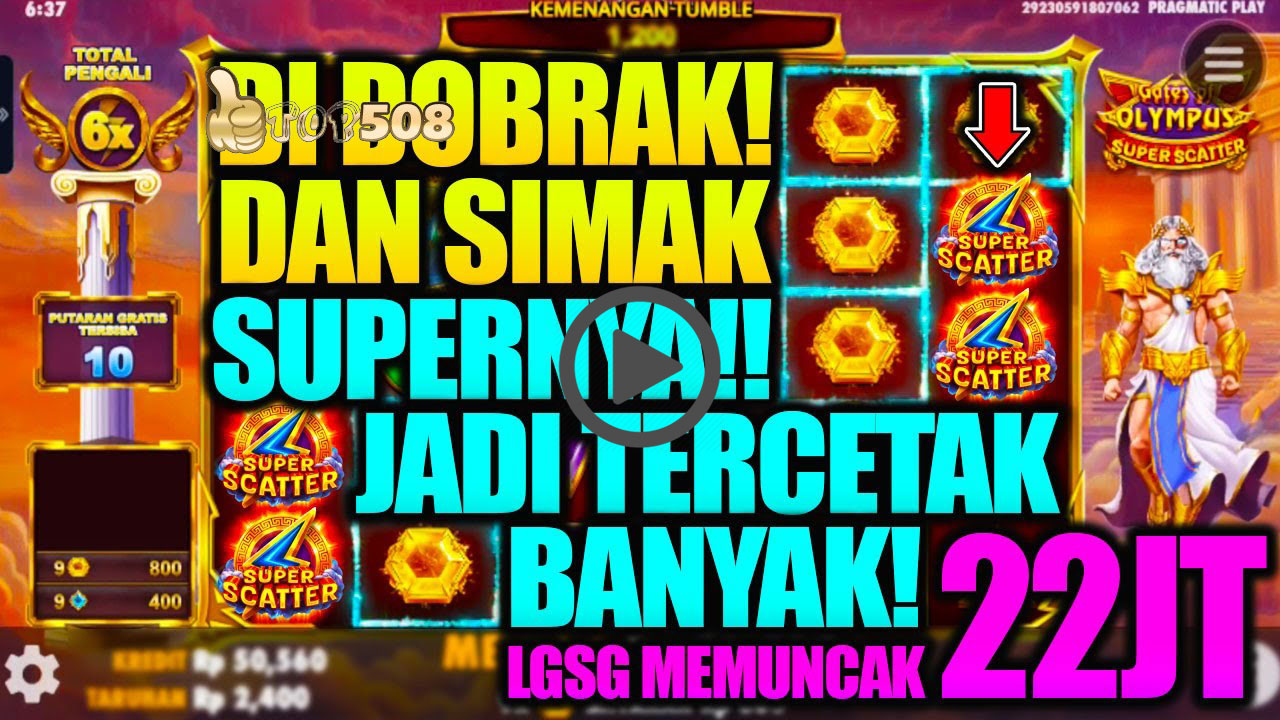 6:37
KEMENANGAN TUMBLE
1,200
29230591807062 PRAGMATIC PLAY
TOTAL
PENGALI
6x
TOP508
DI DOBRAK!
DAN SIMAK
SUPERNYA!!
JADI TERCETAK
BANYAK!
LGSG MEMUNCAK
22JT
Gates of
OLYMPUS
SUPER SCATTER
SUPER
SCATTER
SUPER
SCATTER
PUTARAN GRATIS
TERSISA
10
SUPER
SCATTER
SUPER
SCATTER
9 800
9 400
KREDIT Rp 50,560
TARUHAN Rp 2,400